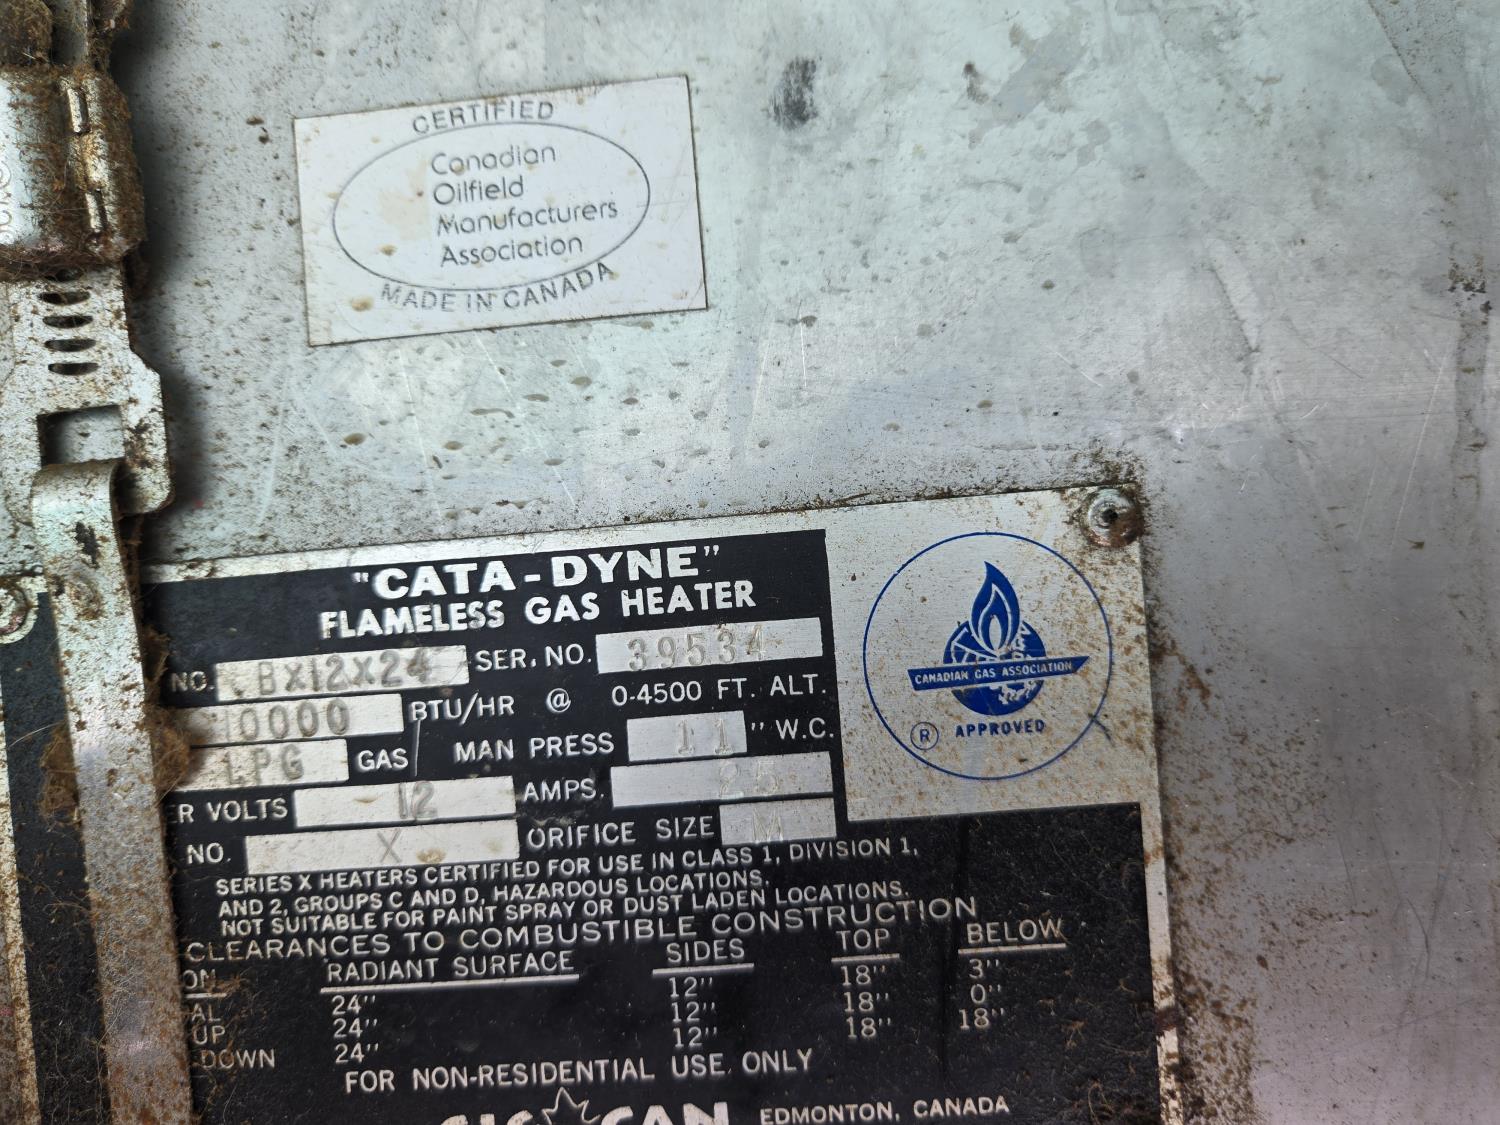 CERTIFIED
Canadian
Oilfield
Manufacturers
Association
MADE IN CANADA
"CATA-DYNE"
FLAMELESS GAS HEATER
NO. BX12X24 SER. NO. 39534
10000 BTU/HR @ 0-4500 FT. ALT.
LPG GAS MAN PRESS 11 "W.C.
ER VOLTS 12 AMPS. 25
NO. X ORIFICE SIZE M
SERIES X HEATERS CERTIFIED FOR USE IN CLASS 1, DIVISION 1,
AND 2, GROUPS C AND D, HAZARDOUS LOCATIONS.
NOT SUITABLE FOR PAINT SPRAY OR DUST LADEN LOCATIONS.
CLEARANCES TO COMBUSTIBLE CONSTRUCTION
ON RADIANT SURFACE SIDES TOP BELOW
AL 24" 12" 18" 3"
UP 24" 12" 18" 0"
DOWN 24" 12" 18" 18"
FOR NON-RESIDENTIAL USE ONLY
CAN EDMONTON, CANADA
CANADIAN GAS ASSOCIATION
® APPROVED